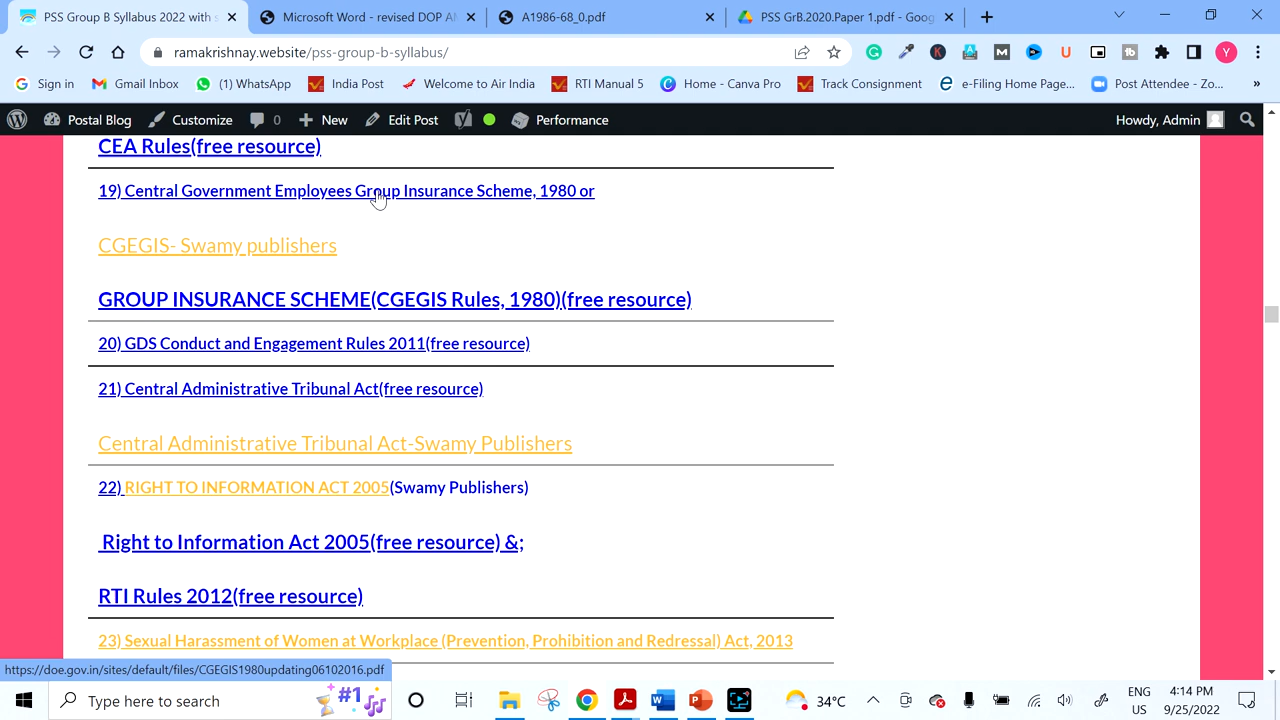 PSS Group B Syllabus 2022 with s
Microsoft Word - revised DOP AM
A1986-68_0.pdf
PSS GrB.2020.Paper 1.pdf - Goog
ramakrishnay.website/pss-group-b-syllabus/
Sign in
Gmail Inbox
(1) WhatsApp
India Post
Welcome to Air India
RTI Manual 5
Home - Canva Pro
Track Consignment
e-Filing Home Page...
Post Attendee - Zo...
Postal Blog
Customize
0
New
Edit Post
Performance
Howdy, Admin
CEA Rules(free resource)
19) Central Government Employees Group Insurance Scheme, 1980 or
CGEGIS- Swamy publishers
GROUP INSURANCE SCHEME(CGEGIS Rules, 1980)(free resource)
20) GDS Conduct and Engagement Rules 2011(free resource)
21) Central Administrative Tribunal Act(free resource)
Central Administrative Tribunal Act-Swamy Publishers
22) RIGHT TO INFORMATION ACT 2005(Swamy Publishers)
Right to Information Act 2005(free resource) &;
RTI Rules 2012(free resource)
23) Sexual Harassment of Women at Workplace (Prevention, Prohibition and Redressal) Act, 2013
https://doe.gov.in/sites/default/files/CGEGIS1980updating06102016.pdf
Type here to search
#1
34°C
ENG
US
4:14 PM
9/25/2022